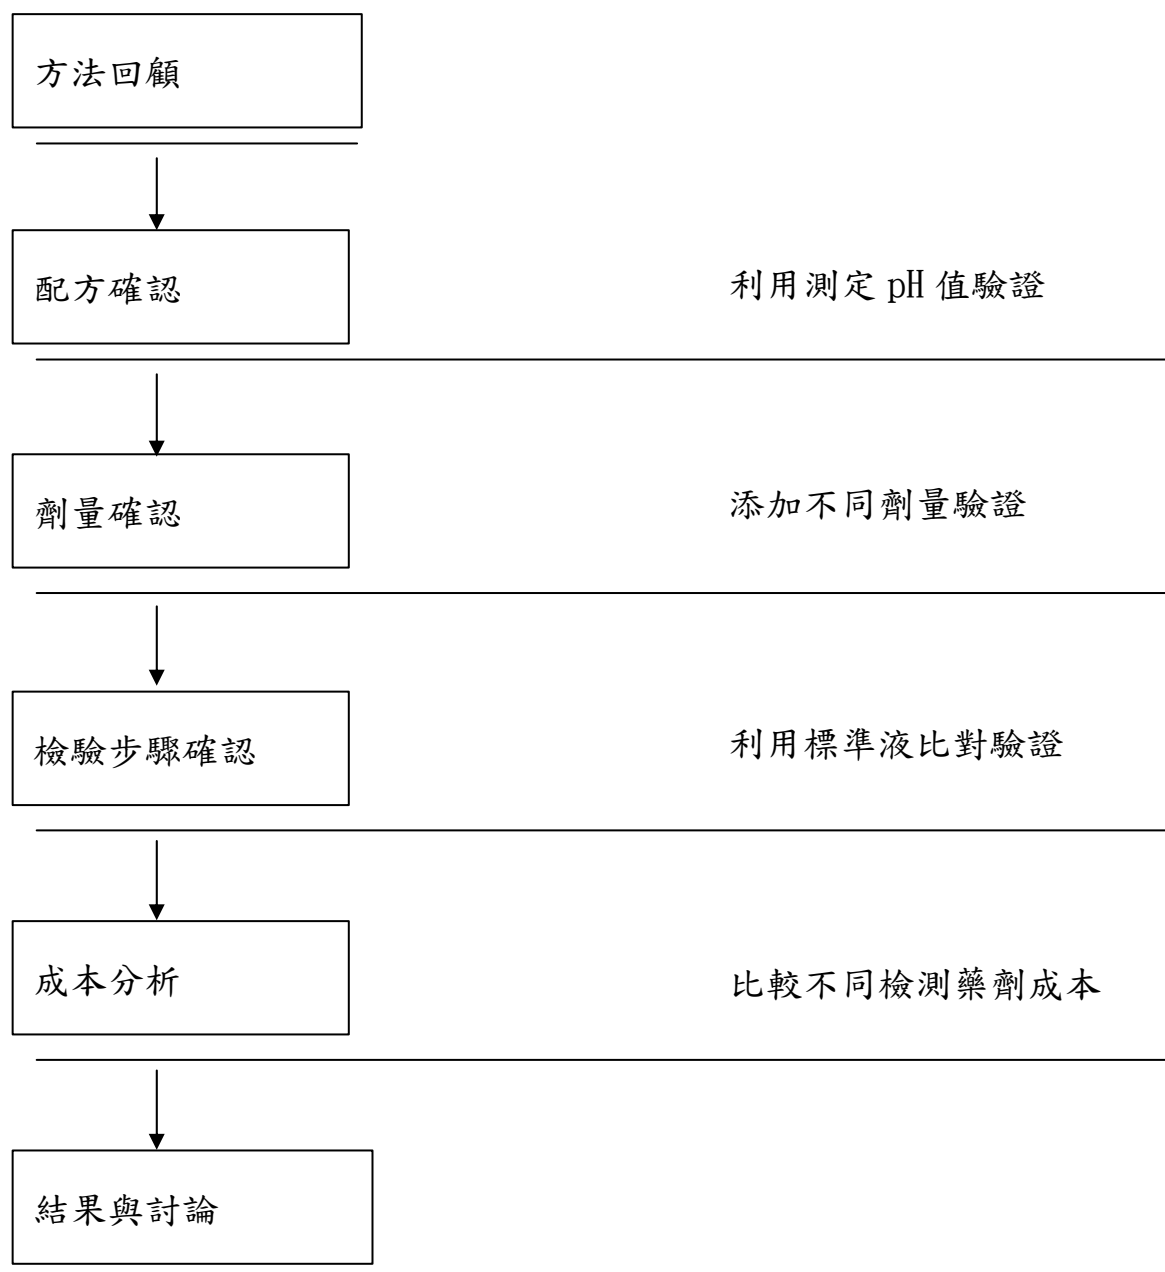 方法回顧
配方確認
利用測定 pH 值驗證
劑量確認
添加不同劑量驗證
檢驗步驟確認
利用標準液比對驗證
成本分析
比較不同檢測藥劑成本
結果與討論